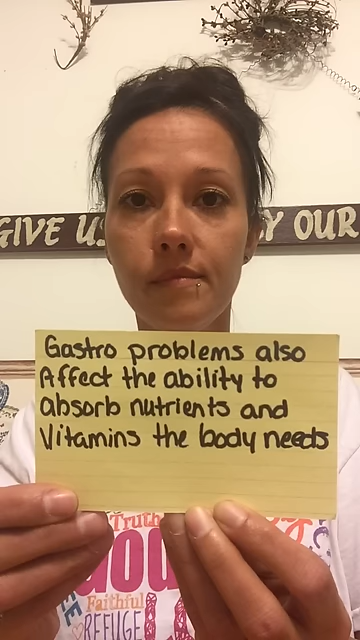 GIVE US
Y OUR
Gastro problems also
Affect the ability to
absorb nutrients and
Vitamins the body needs
Truth
Faithful
REFUGE